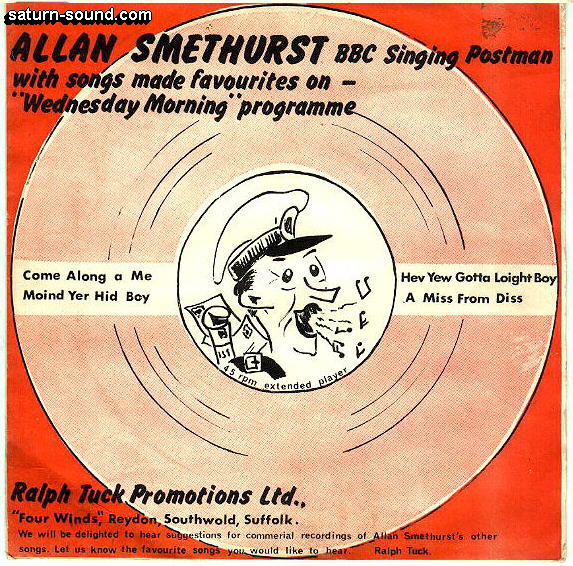 saturn-sound.com
ALLAN SMETHURST BBC Singing Postman
with songs made favourites on –
"Wednesday Morning" programme
Come Along a Me
Moind Yer Hid Boy
Hev Yew Gotta Loight Boy
A Miss From Diss
45 rpm extended player
Ralph Tuck Promotions Ltd.,
"Four Winds", Reydon, Southwold, Suffolk.
We will be delighted to hear suggestions for commerial recordings of Allan Smethurst's other
songs. Let us know the favourite songs you would like to hear. Ralph Tuck.